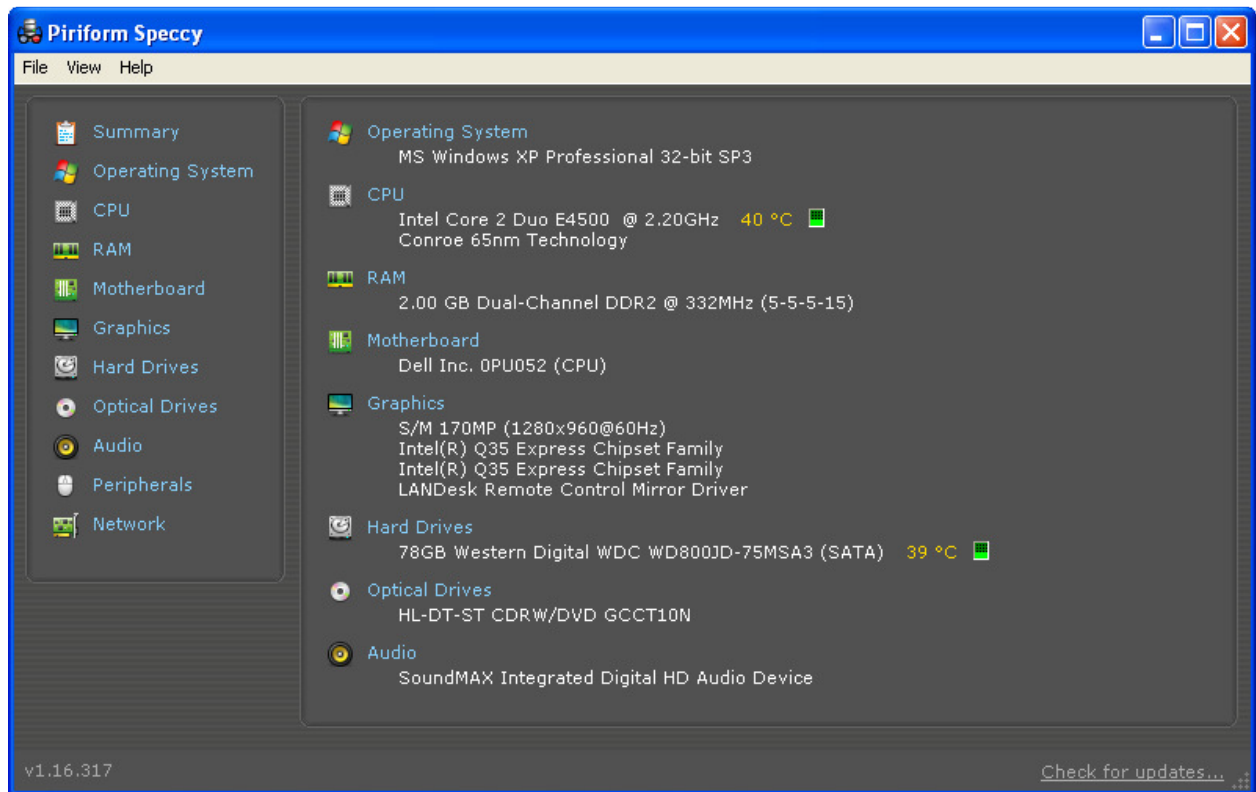 Piriform Speccy
File View Help
Summary
Operating System
CPU
RAM
Motherboard
Graphics
Hard Drives
Optical Drives
Audio
Peripherals
Network
Operating System
MS Windows XP Professional 32-bit SP3
CPU
Intel Core 2 Duo E4500 @ 2.20GHz 40 °C
Conroe 65nm Technology
RAM
2.00 GB Dual-Channel DDR2 @ 332MHz (5-5-5-15)
Motherboard
Dell Inc. 0PU052 (CPU)
Graphics
S/M 170MP (1280x960@60Hz)
Intel(R) Q35 Express Chipset Family
Intel(R) Q35 Express Chipset Family
LANDesk Remote Control Mirror Driver
Hard Drives
78GB Western Digital WDC WD800JD-75MSA3 (SATA) 39 °C
Optical Drives
HL-DT-ST CDRW/DVD GCCT10N
Audio
SoundMAX Integrated Digital HD Audio Device
v1.16.317
Check for updates...